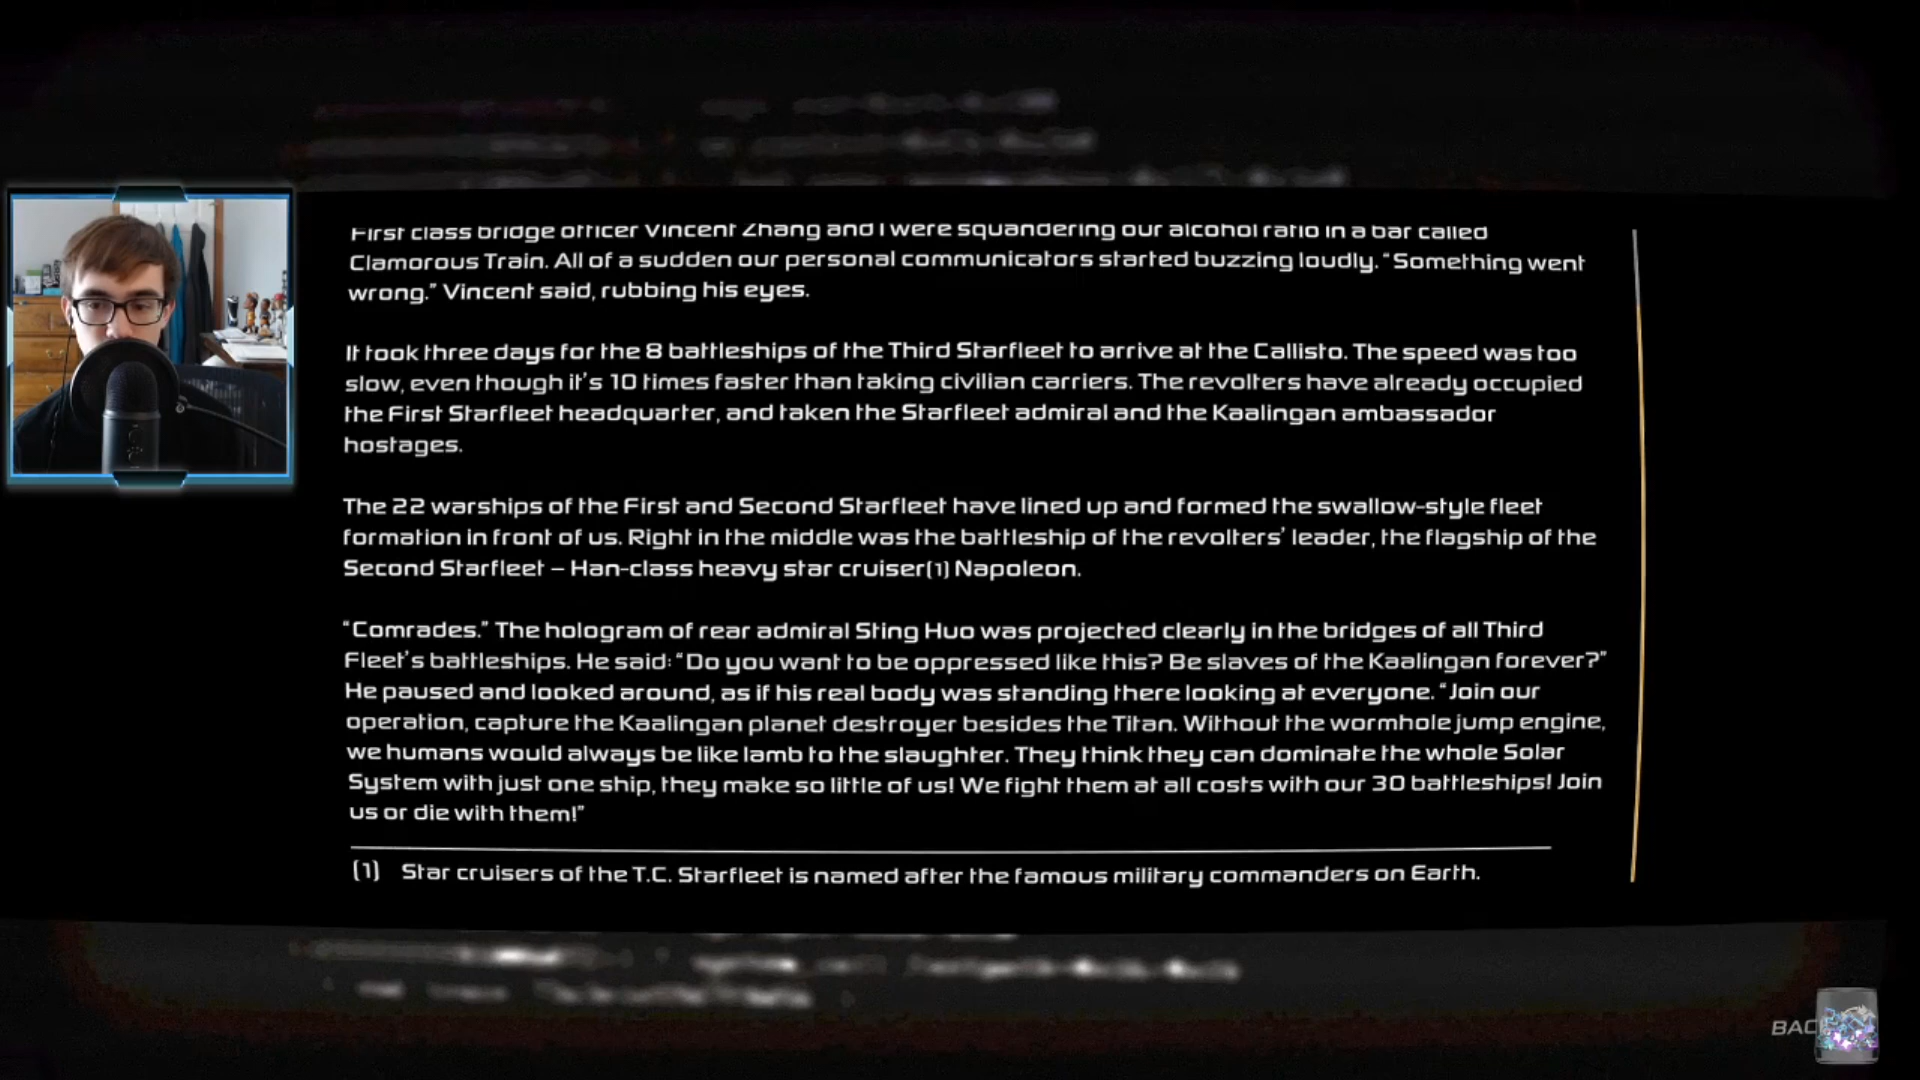 First class bridge officer Vincent Zhang and I were squandering our alcohol ratio in a bar called
Clamorous Train. All of a sudden our personal communicators started buzzing loudly. "Something went
wrong." Vincent said, rubbing his eyes.
It took three days for the 8 battleships of the Third Starfleet to arrive at the Callisto. The speed was too
slow, even though it's 10 times faster than taking civilian carriers. The revolters have already occupied
the First Starfleet headquarter, and taken the Starfleet admiral and the Kaalingan ambassador
hostages.
The 22 warships of the First and Second Starfleet have lined up and formed the swallow-style fleet
formation in front of us. Right in the middle was the battleship of the revolters' leader, the flagship of the
Second Starfleet – Han-class heavy star cruiser(1) Napoleon.
"Comrades." The hologram of rear admiral Sting Huo was projected clearly in the bridges of all Third
Fleet's battleships. He said: "Do you want to be oppressed like this? Be slaves of the Kaalingan forever?"
He paused and looked around, as if his real body was standing there looking at everyone. "Join our
operation, capture the Kaalingan planet destroyer besides the Titan. Without the wormhole jump engine,
we humans would always be like lamb to the slaughter. They think they can dominate the whole Solar
System with just one ship, they make so little of us! We fight them at all costs with our 30 battleships! Join
us or die with them!"
(1) Star cruisers of the T.C. Starfleet is named after the famous military commanders on Earth.